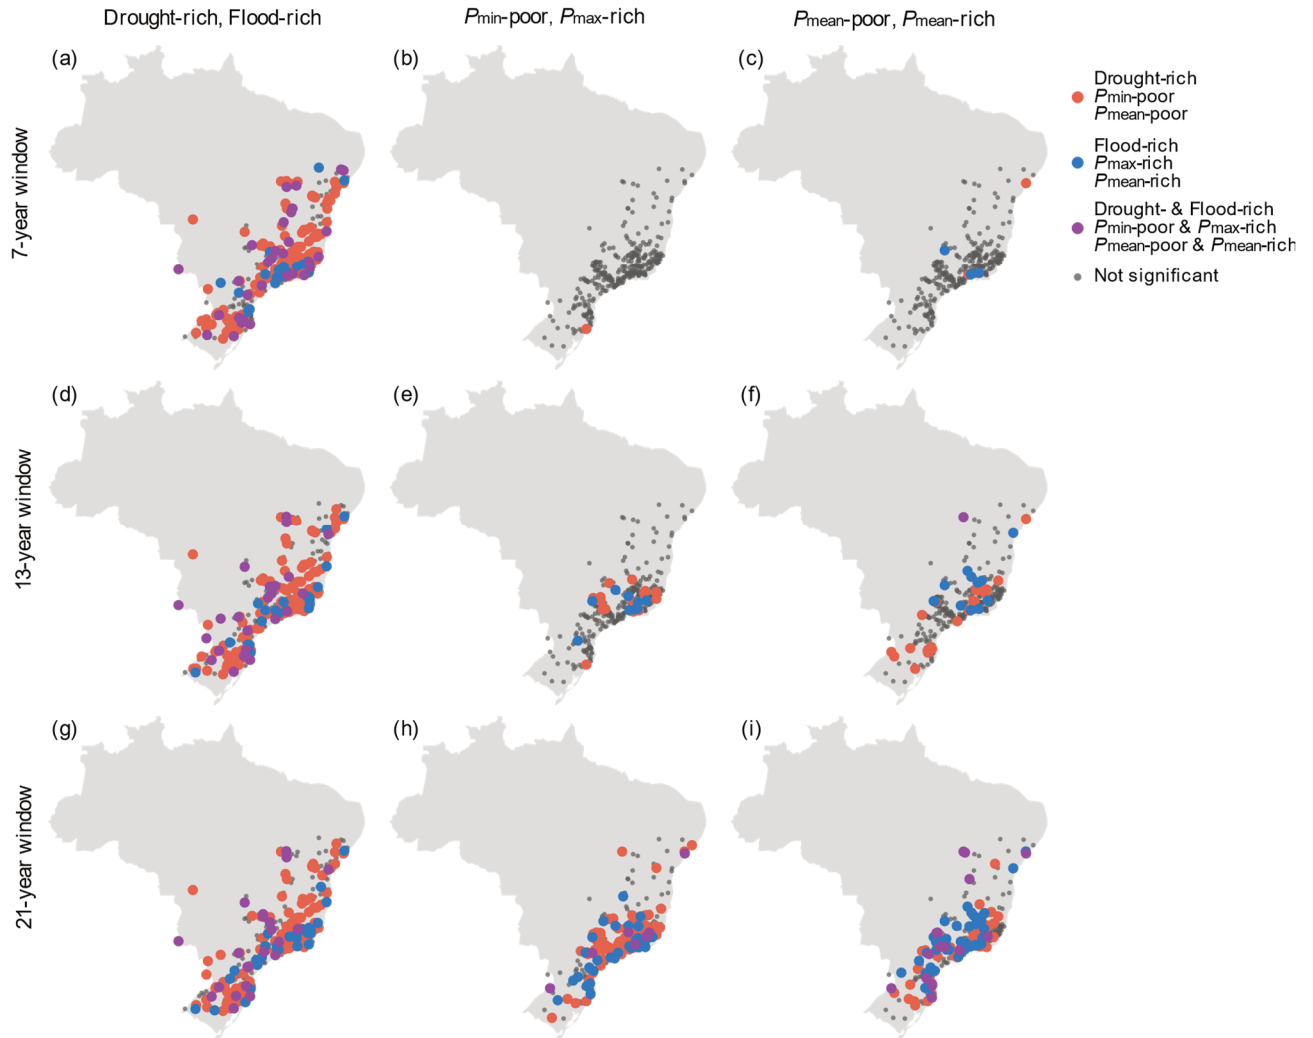 Drought-rich, Flood-rich
Pmin-poor, Pmax-rich
Pmean-poor, Pmean-rich
7-year window
(a)
(b)
(c)
Drought-rich
Pmin-poor
Pmean-poor
Flood-rich
Pmax-rich
Pmean-rich
Drought- & Flood-rich
Pmin-poor & Pmax-rich
Pmean-poor & Pmean-rich
Not significant
13-year window
(d)
(e)
(f)
21-year window
(g)
(h)
(i)